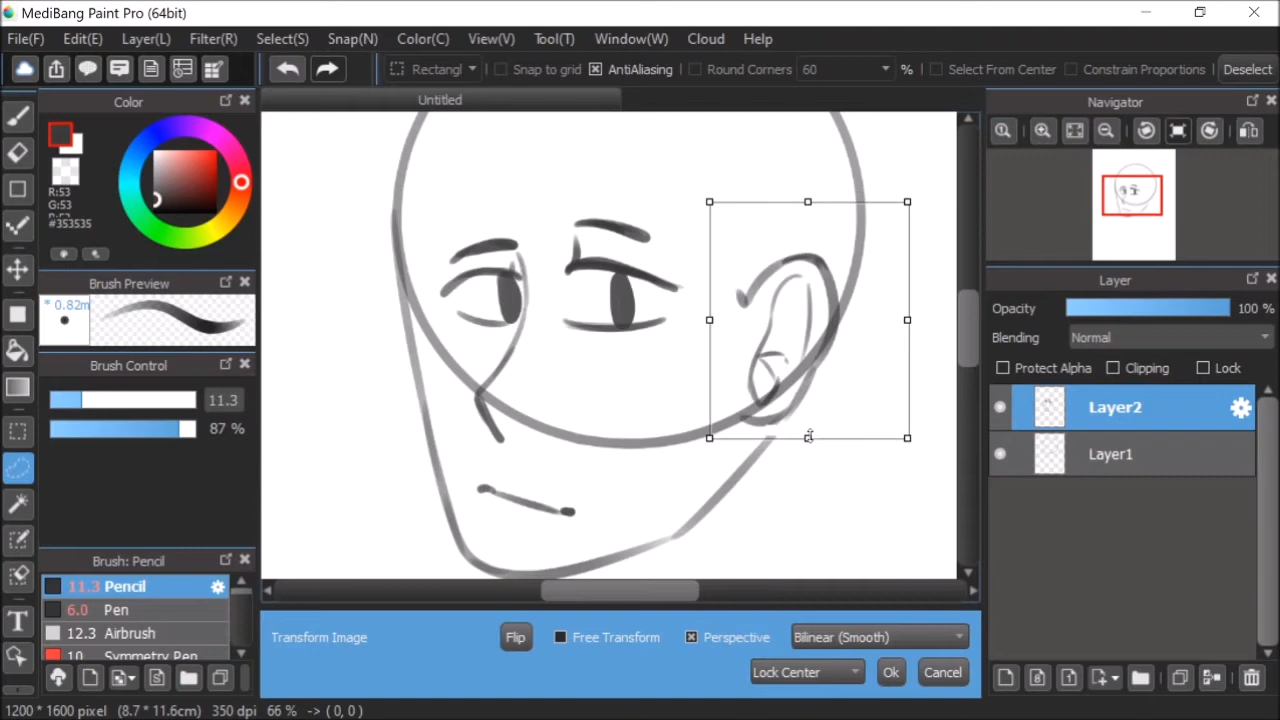 MediBang Paint Pro (64bit)
File(F) Edit(E) Layer(L) Filter(R) Select(S) Snap(N) Color(C) View(V) Tool(T) Window(W) Cloud Help
Rectangl Snap to grid AntiAliasing Round Corners 60 % Select From Center Constrain Proportions Deselect
Color
Untitled
Navigator
R:53
G:53
#353535
Brush Preview
* 0.82m
Layer
Opacity 100 %
Blending Normal
Protect Alpha Clipping Lock
Brush Control
11.3
87 %
Layer2
Layer1
Brush: Pencil
11.3 Pencil
6.0 Pen
12.3 Airbrush
10 Symmetry Pen
Transform Image Flip Free Transform Perspective Bilinear (Smooth)
Lock Center Ok Cancel
1200 * 1600 pixel (8.7 * 11.6cm) 350 dpi 66 % -> ( 0, 0 )